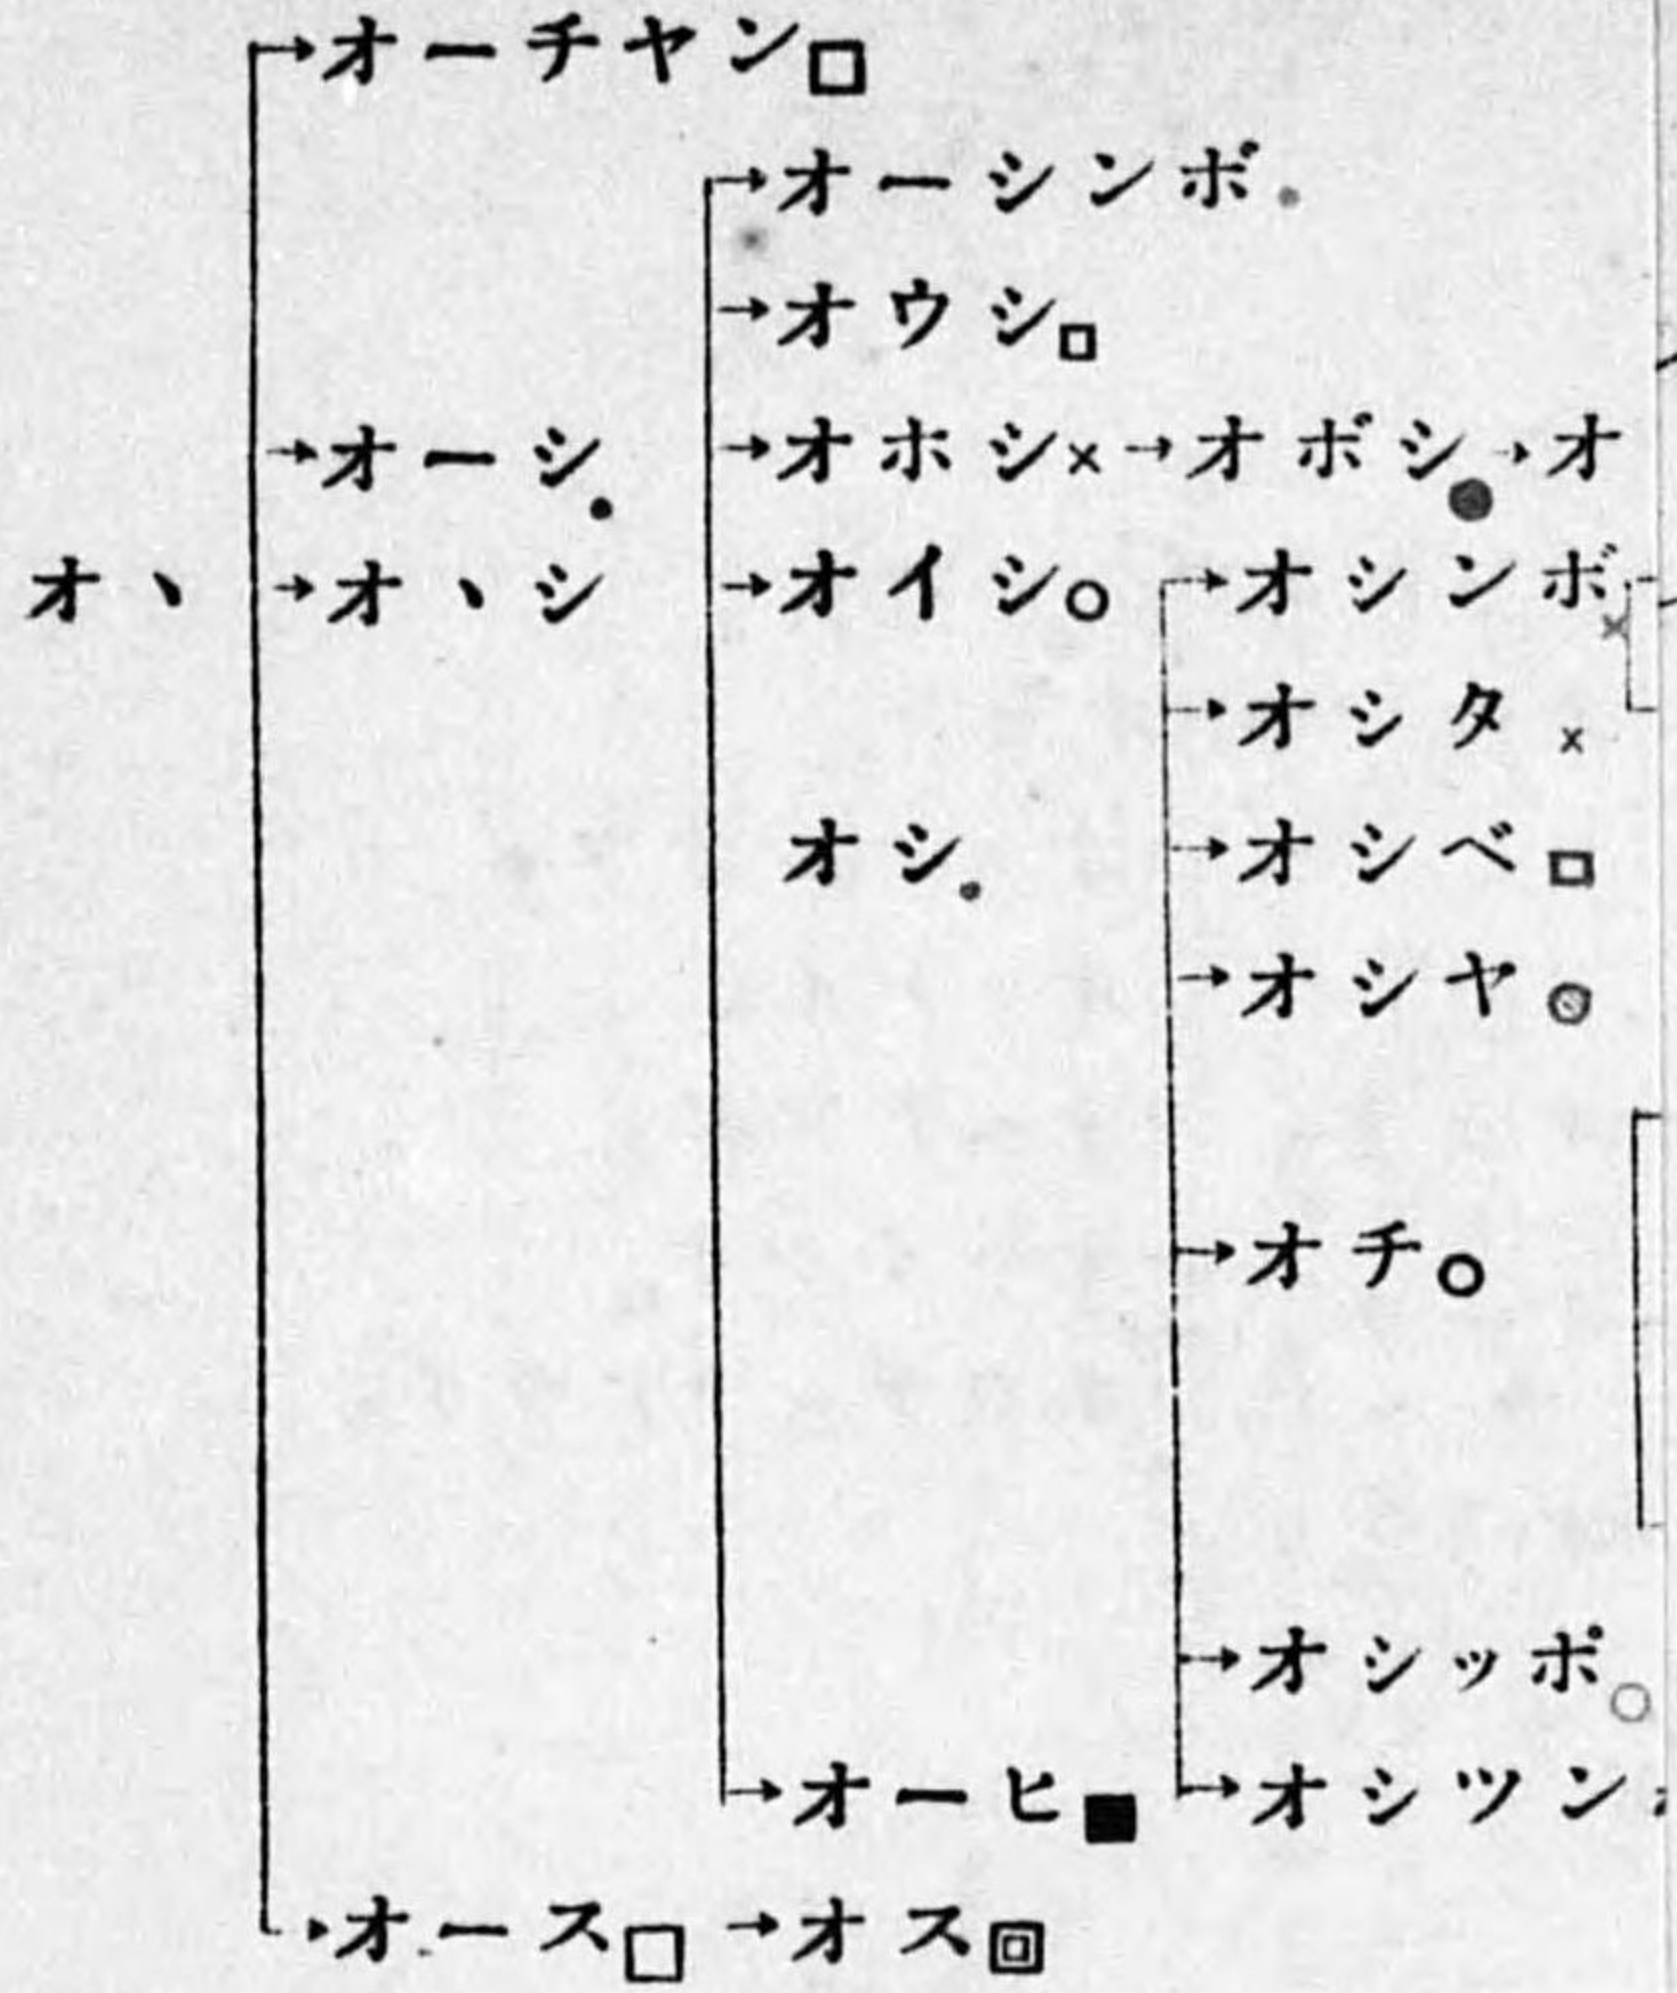 →オーチヤン□
→オーシンボ.
→オウシ□
→オーシ. →オホシ×→オボシ●→オ
オヽ →オヽシ →オイシ○ →オシンボ×
→オシタ×
オシ. →オシベ□
→オシヤ◎
→オチ○
→オシッポ○
→オーヒ■ →オシツン
→オース□ →オス回